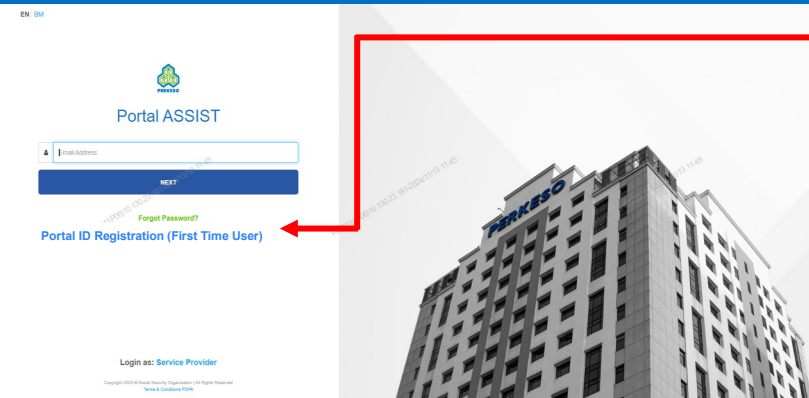 EN BM
PERKESO
Portal ASSIST
Email Address
NEXT
Forgot Password?
Portal ID Registration (First Time User)
PERKESO
Login as: Service Provider
Copyright 2020 © Social Security Organisation | All Rights Reserved
Terms & Conditions PDPA